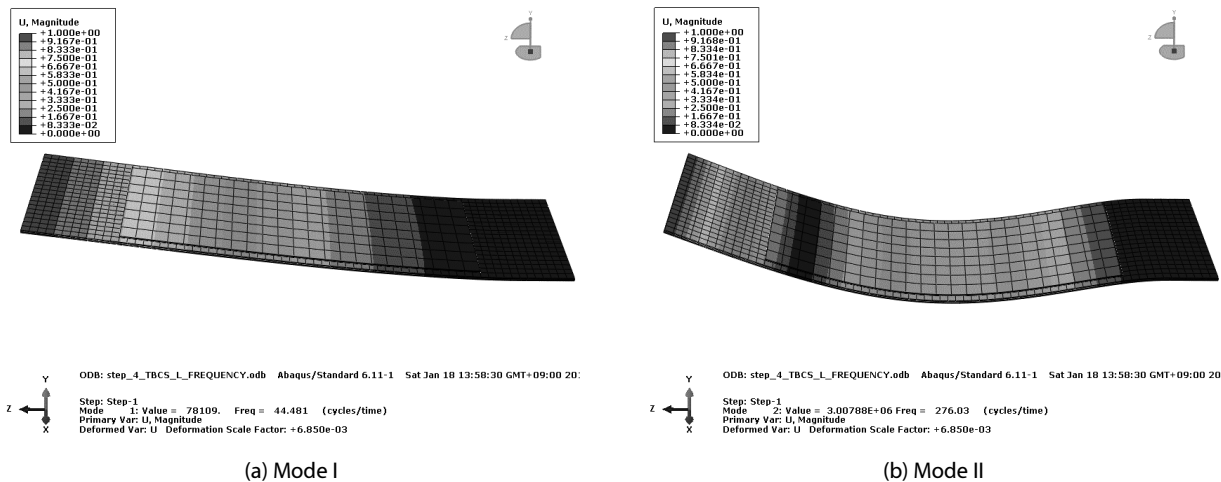 U, Magnitude
+1.000e+00
+9.167e-01
+8.333e-01
+7.500e-01
+6.667e-01
+5.833e-01
+5.000e-01
+4.167e-01
+3.333e-01
+2.500e-01
+1.667e-01
+8.333e-02
+0.000e+00
Y
Z
Y
Z
X
ODB: step_4_TBCS_L_FREQUENCY.odb Abaqus/Standard 6.11-1 Sat Jan 18 13:58:30 GMT+09:00
Step: Step-1
Mode 1: Value = 78109. Freq = 44.481 (cycles/time)
Primary Var: U, Magnitude
Deformed Var: U Deformation Scale Factor: +6.850e-03
(a) Mode I
U, Magnitude
+1.000e+00
+9.168e-01
+8.334e-01
+7.501e-01
+6.667e-01
+5.834e-01
+5.000e-01
+4.167e-01
+3.334e-01
+2.500e-01
+1.667e-01
+8.334e-02
+0.000e+00
Y
Z
Y
Z
X
ODB: step_4_TBCS_L_FREQUENCY.odb Abaqus/Standard 6.11-1 Sat Jan 18 13:58:30 GMT+09:00 20
Step: Step-1
Mode 2: Value = 3.00788E+06 Freq = 276.03 (cycles/time)
Primary Var: U, Magnitude
Deformed Var: U Deformation Scale Factor: +6.850e-03
(b) Mode II